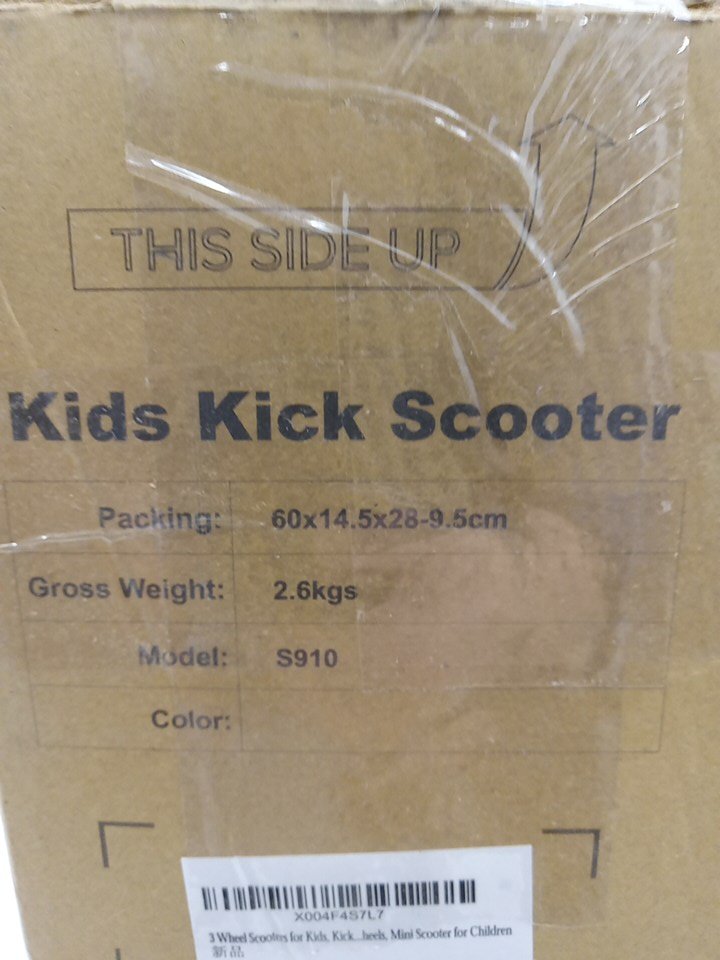 THIS SIDE UP
Kids Kick Scooter
Packing: 60x14.5x28-9.5cm
Gross Weight: 2.6kgs
Model: S910
Color:
X004F4S7L7
3 Wheel Scooters for Kids, Kick...heels, Mini Scooter for Children
新品